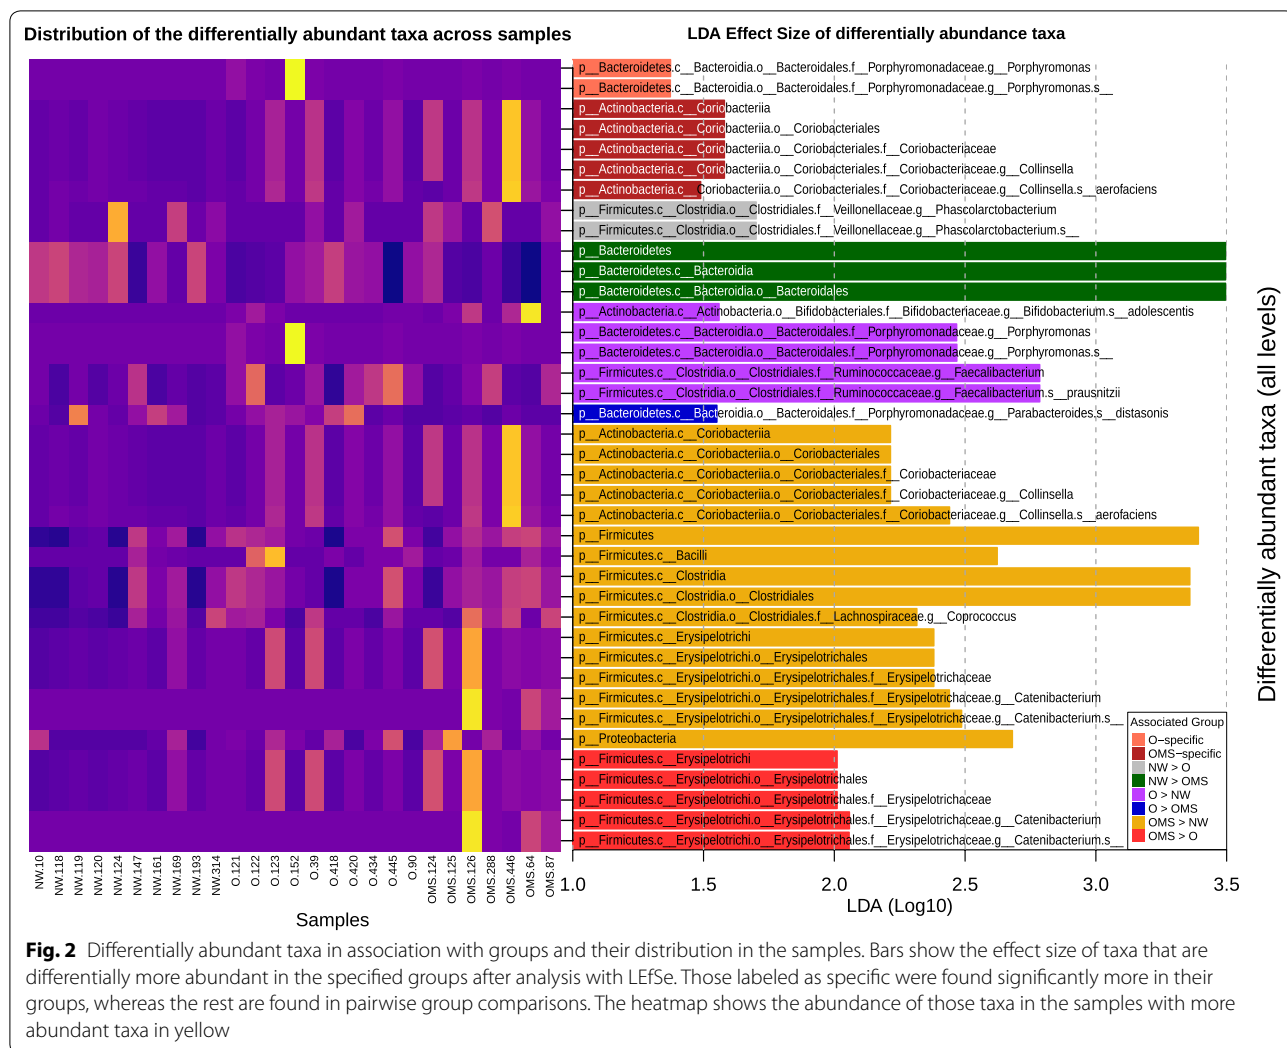 Distribution of the differentially abundant taxa across samples
LDA Effect Size of differentially abundance taxa
p__Bacteroidetes.c__Bacteroidia.o__Bacteroidales.f__Porphyromonadaceae.g__Porphyromonas
p__Bacteroidetes.c__Bacteroidia.o__Bacteroidales.f__Porphyromonadaceae.g__Porphyromonas.s__
p__Actinobacteria.c__Coriobacteriia
p__Actinobacteria.c__Coriobacteriia.o__Coriobacteriales
p__Actinobacteria.c__Coriobacteriia.o__Coriobacteriales.f__Coriobacteriaceae
p__Actinobacteria.c__Coriobacteriia.o__Coriobacteriales.f__Coriobacteriaceae.g__Collinsella
p__Actinobacteria.c__Coriobacteriia.o__Coriobacteriales.f__Coriobacteriaceae.g__Collinsella.s__aerofaciens
p__Firmicutes.c__Clostridia.o__Clostridiales.f__Veillonellaceae.g__Phascolarctobacterium
p__Firmicutes.c__Clostridia.o__Clostridiales.f__Veillonellaceae.g__Phascolarctobacterium.s__
p__Bacteroidetes
p__Bacteroidetes.c__Bacteroidia
p__Bacteroidetes.c__Bacteroidia.o__Bacteroidales
p__Actinobacteria.c__Actinobacteria.o__Bifidobacteriales.f__Bifidobacteriaceae.g__Bifidobacterium.s__adolescentis
p__Bacteroidetes.c__Bacteroidia.o__Bacteroidales.f__Porphyromonadaceae.g__Porphyromonas
p__Bacteroidetes.c__Bacteroidia.o__Bacteroidales.f__Porphyromonadaceae.g__Porphyromonas.s__
p__Firmicutes.c__Clostridia.o__Clostridiales.f__Ruminococcaceae.g__Faecalibacterium
p__Firmicutes.c__Clostridia.o__Clostridiales.f__Ruminococcaceae.g__Faecalibacterium.s__prausnitzii
p__Bacteroidetes.c__Bacteroidia.o__Bacteroidales.f__Porphyromonadaceae.g__Parabacteroides.s__distasonis
p__Actinobacteria.c__Coriobacteriia
p__Actinobacteria.c__Coriobacteriia.o__Coriobacteriales
p__Actinobacteria.c__Coriobacteriia.o__Coriobacteriales.f__Coriobacteriaceae
p__Actinobacteria.c__Coriobacteriia.o__Coriobacteriales.f__Coriobacteriaceae.g__Collinsella
p__Actinobacteria.c__Coriobacteriia.o__Coriobacteriales.f__Coriobacteriaceae.g__Collinsella.s__aerofaciens
p__Firmicutes
p__Firmicutes.c__Bacilli
p__Firmicutes.c__Clostridia
p__Firmicutes.c__Clostridia.o__Clostridiales
p__Firmicutes.c__Clostridia.o__Clostridiales.f__Lachnospiraceae.g__Coprococcus
p__Firmicutes.c__Erysipelotrichi
p__Firmicutes.c__Erysipelotrichi.o__Erysipelotrichales
p__Firmicutes.c__Erysipelotrichi.o__Erysipelotrichales.f__Erysipelotrichaceae
p__Firmicutes.c__Erysipelotrichi.o__Erysipelotrichales.f__Erysipelotrichaceae.g__Catenibacterium
p__Firmicutes.c__Erysipelotrichi.o__Erysipelotrichales.f__Erysipelotrichaceae.g__Catenibacterium.s__
p__Proteobacteria
p__Firmicutes.c__Erysipelotrichi
p__Firmicutes.c__Erysipelotrichi.o__Erysipelotrichales
p__Firmicutes.c__Erysipelotrichi.o__Erysipelotrichales.f__Erysipelotrichaceae
p__Firmicutes.c__Erysipelotrichi.o__Erysipelotrichales.f__Erysipelotrichaceae.g__Catenibacterium
p__Firmicutes.c__Erysipelotrichi.o__Erysipelotrichales.f__Erysipelotrichaceae.g__Catenibacterium.s__
Associated Group
O−specific
OMS−specific
NW > O
NW > OMS
O > NW
O > OMS
OMS > NW
OMS > O
Differentially abundant taxa (all levels)
NW.10
NW.118
NW.119
NW.120
NW.124
NW.147
NW.161
NW.169
NW.193
NW.314
O.121
O.122
O.123
O.152
O.39
O.418
O.420
O.434
O.445
O.90
OMS.124
OMS.125
OMS.126
OMS.288
OMS.446
OMS.64
OMS.87
1.0 1.5 2.0 2.5 3.0 3.5
Samples
LDA (Log10)
Fig. 2 Differentially abundant taxa in association with groups and their distribution in the samples. Bars show the effect size of taxa that are
differentially more abundant in the specified groups after analysis with LEfSe. Those labeled as specific were found significantly more in their
groups, whereas the rest are found in pairwise group comparisons. The heatmap shows the abundance of those taxa in the samples with more
abundant taxa in yellow